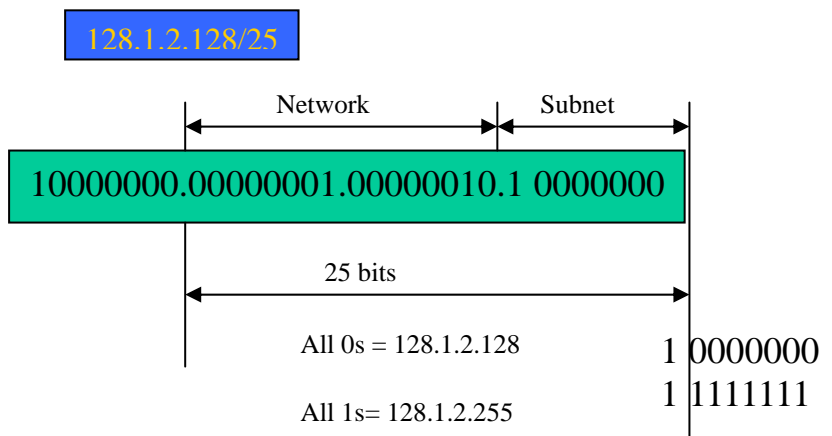 128.1.2.128/25
Network Subnet
10000000.00000001.00000010.1 0000000
25 bits
All 0s = 128.1.2.128
1 0000000
1 1111111
All 1s= 128.1.2.255